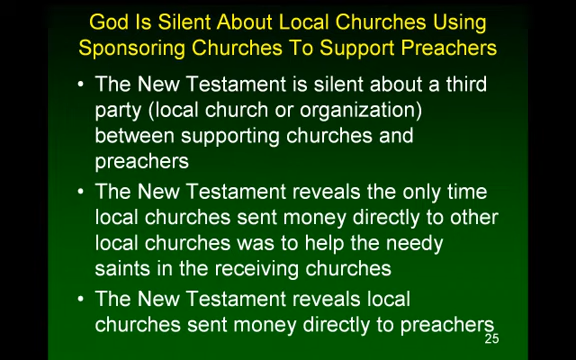 God Is Silent About Local Churches Using
Sponsoring Churches To Support Preachers
• The New Testament is silent about a third
party (local church or organization)
between supporting churches and
preachers
• The New Testament reveals the only time
local churches sent money directly to other
local churches was to help the needy
saints in the receiving churches
• The New Testament reveals local
churches sent money directly to preachers
25